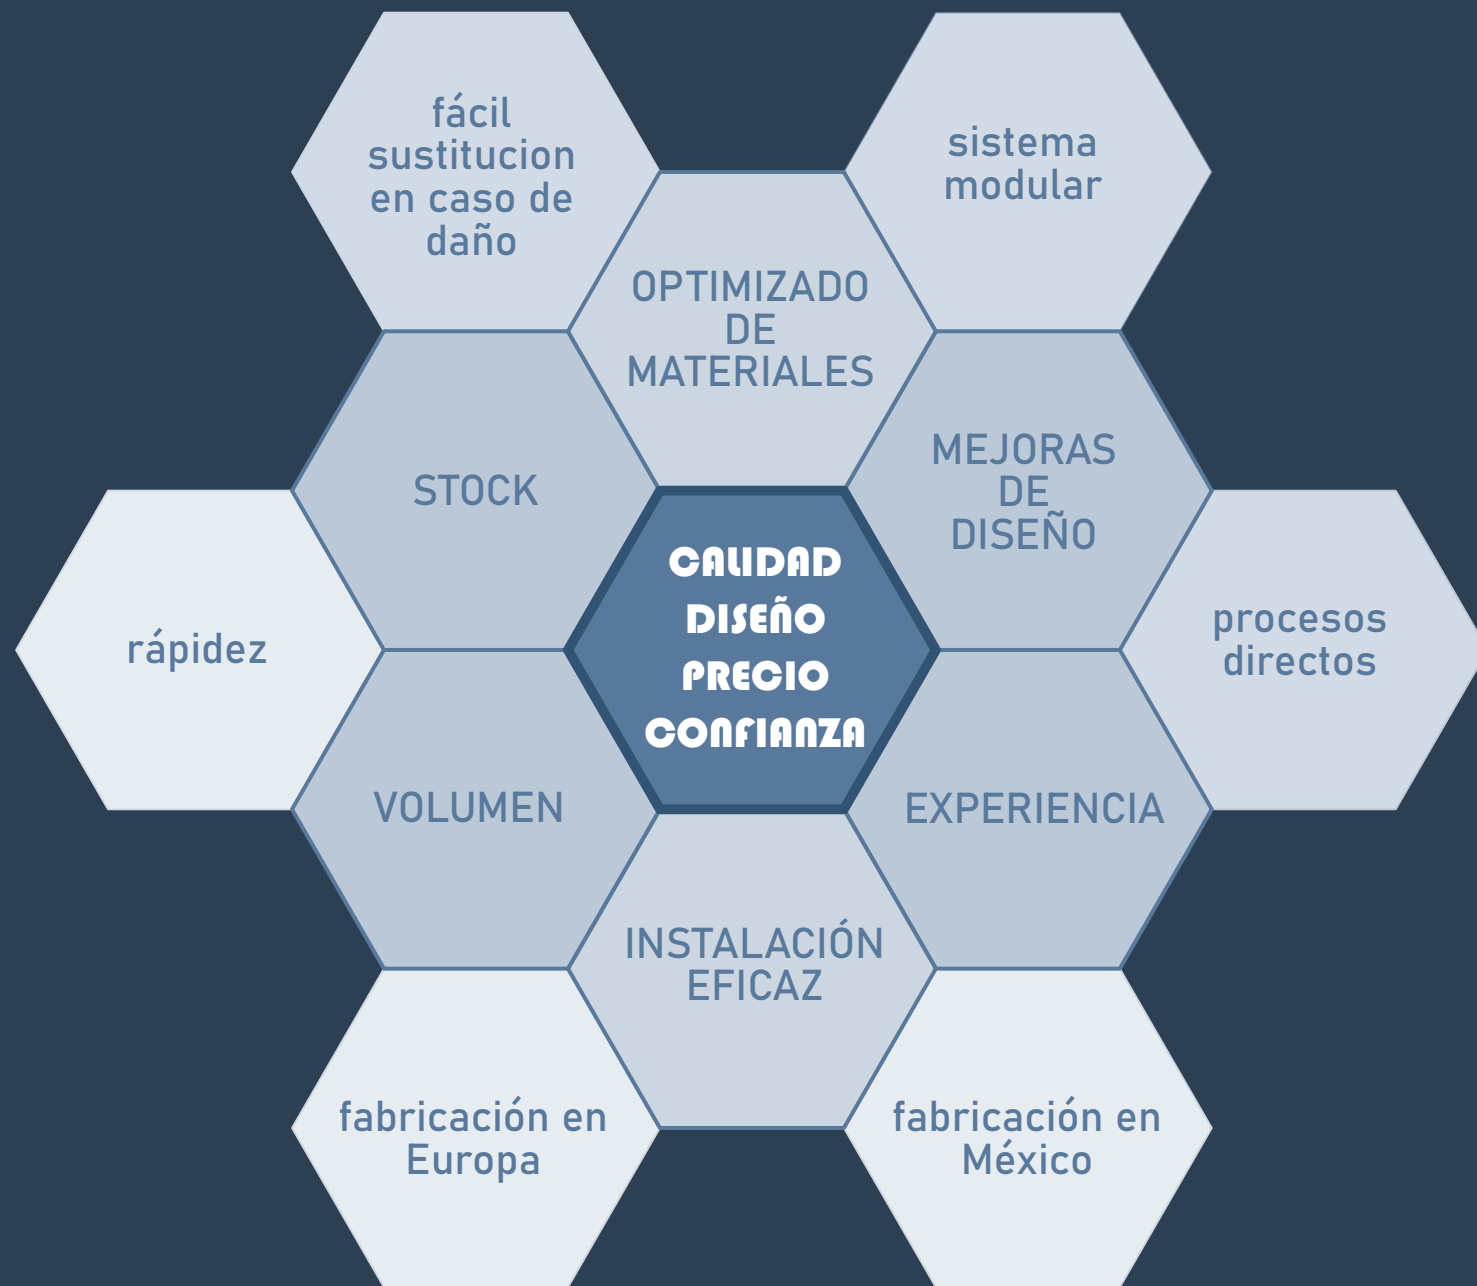 fácil
sustitucion
en caso de
daño
sistema
modular
OPTIMIZADO
DE
MATERIALES
STOCK
MEJORAS
DE
DISEÑO
rápidez
CALIDAD
DISEÑO
PRECIO
CONFIANZA
procesos
directos
VOLUMEN
EXPERIENCIA
INSTALACIÓN
EFICAZ
fabricación en
Europa
fabricación en
México